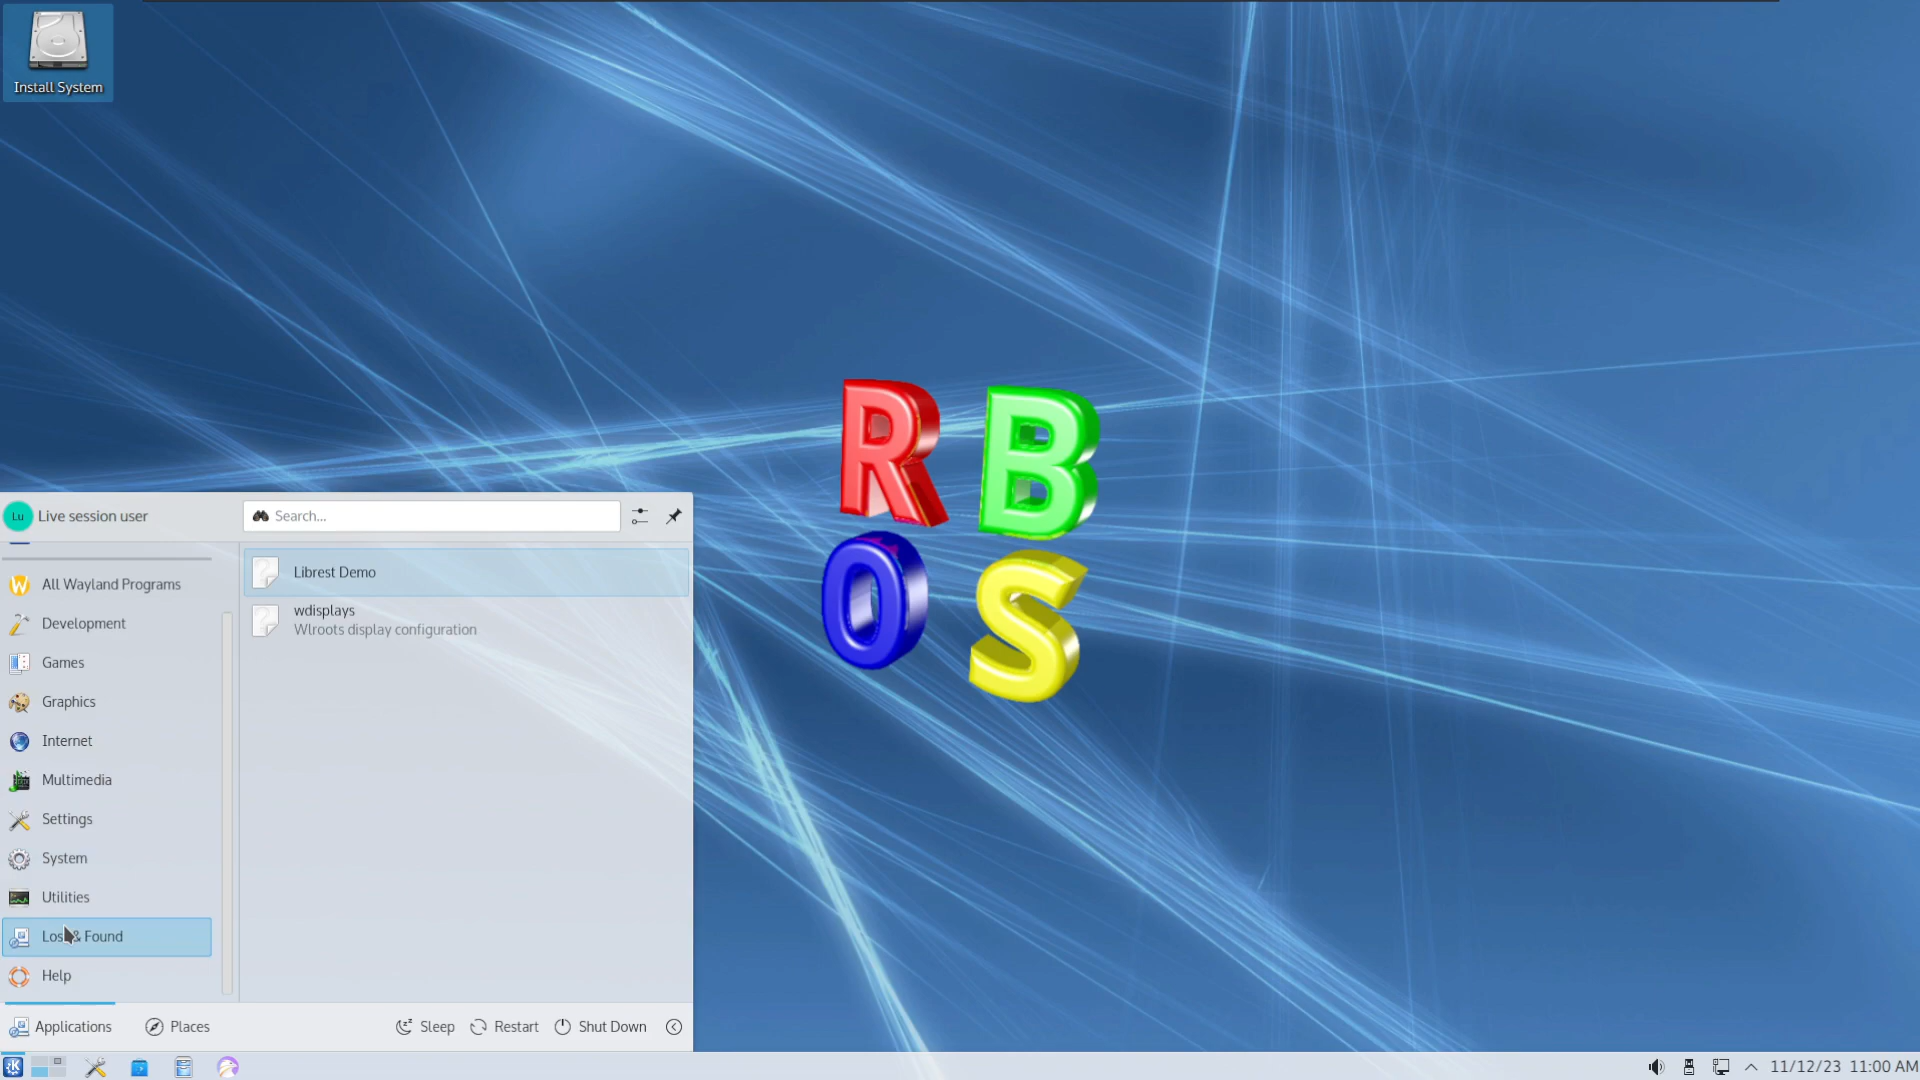 Install System
R B
O S
Lu Live session user
Search...
All Wayland Programs
Development
Games
Graphics
Internet
Multimedia
Settings
System
Utilities
Lost & Found
Help
Librest Demo
wdisplays
Wlroots display configuration
Applications Places Sleep Restart Shut Down
11/12/23 11:00 AM